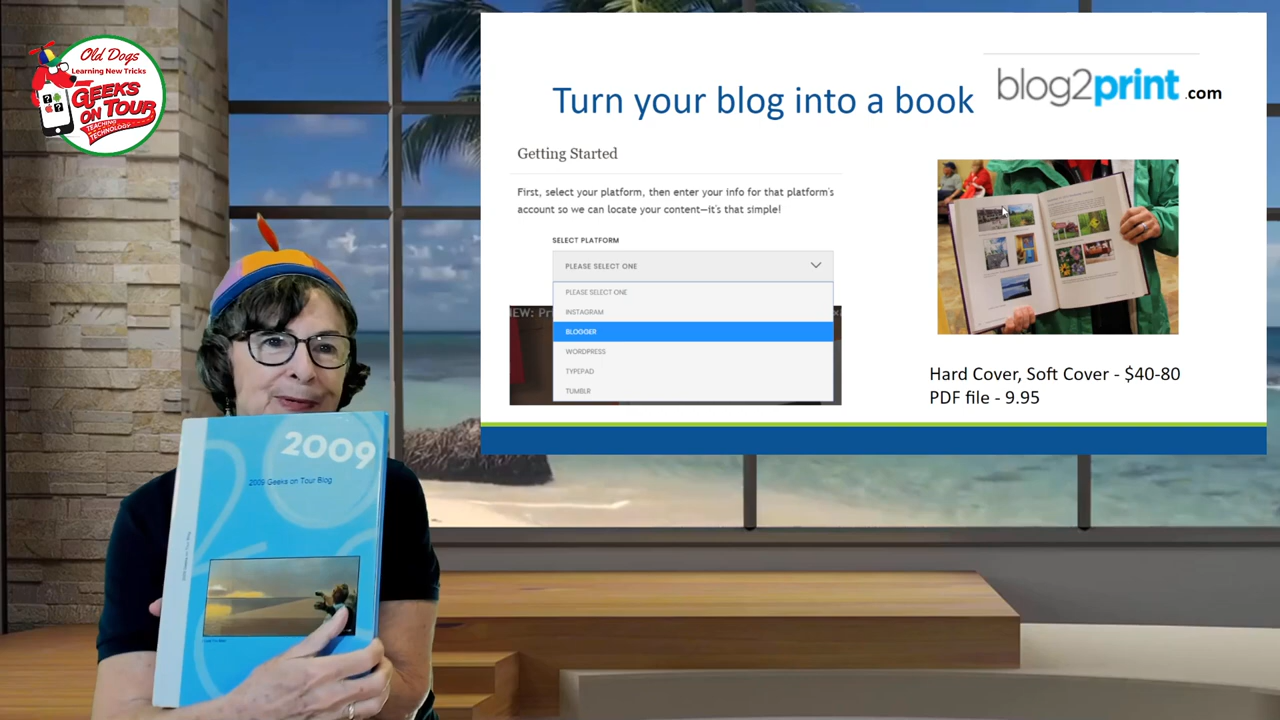 Old Dogs
Learning New Tricks
GEEKS
ON TOUR
TEACHING
TECHNOLOGY
Turn your blog into a book
blog2print.com
Getting Started
First, select your platform, then enter your info for that platform's
account so we can locate your content—it's that simple!
SELECT PLATFORM
PLEASE SELECT ONE
PLEASE SELECT ONE
INSTAGRAM
BLOGGER
WORDPRESS
TYPEPAD
TUMBLR
Hard Cover, Soft Cover - $40-80
PDF file - 9.95
2009
2009 Geeks on Tour Blog